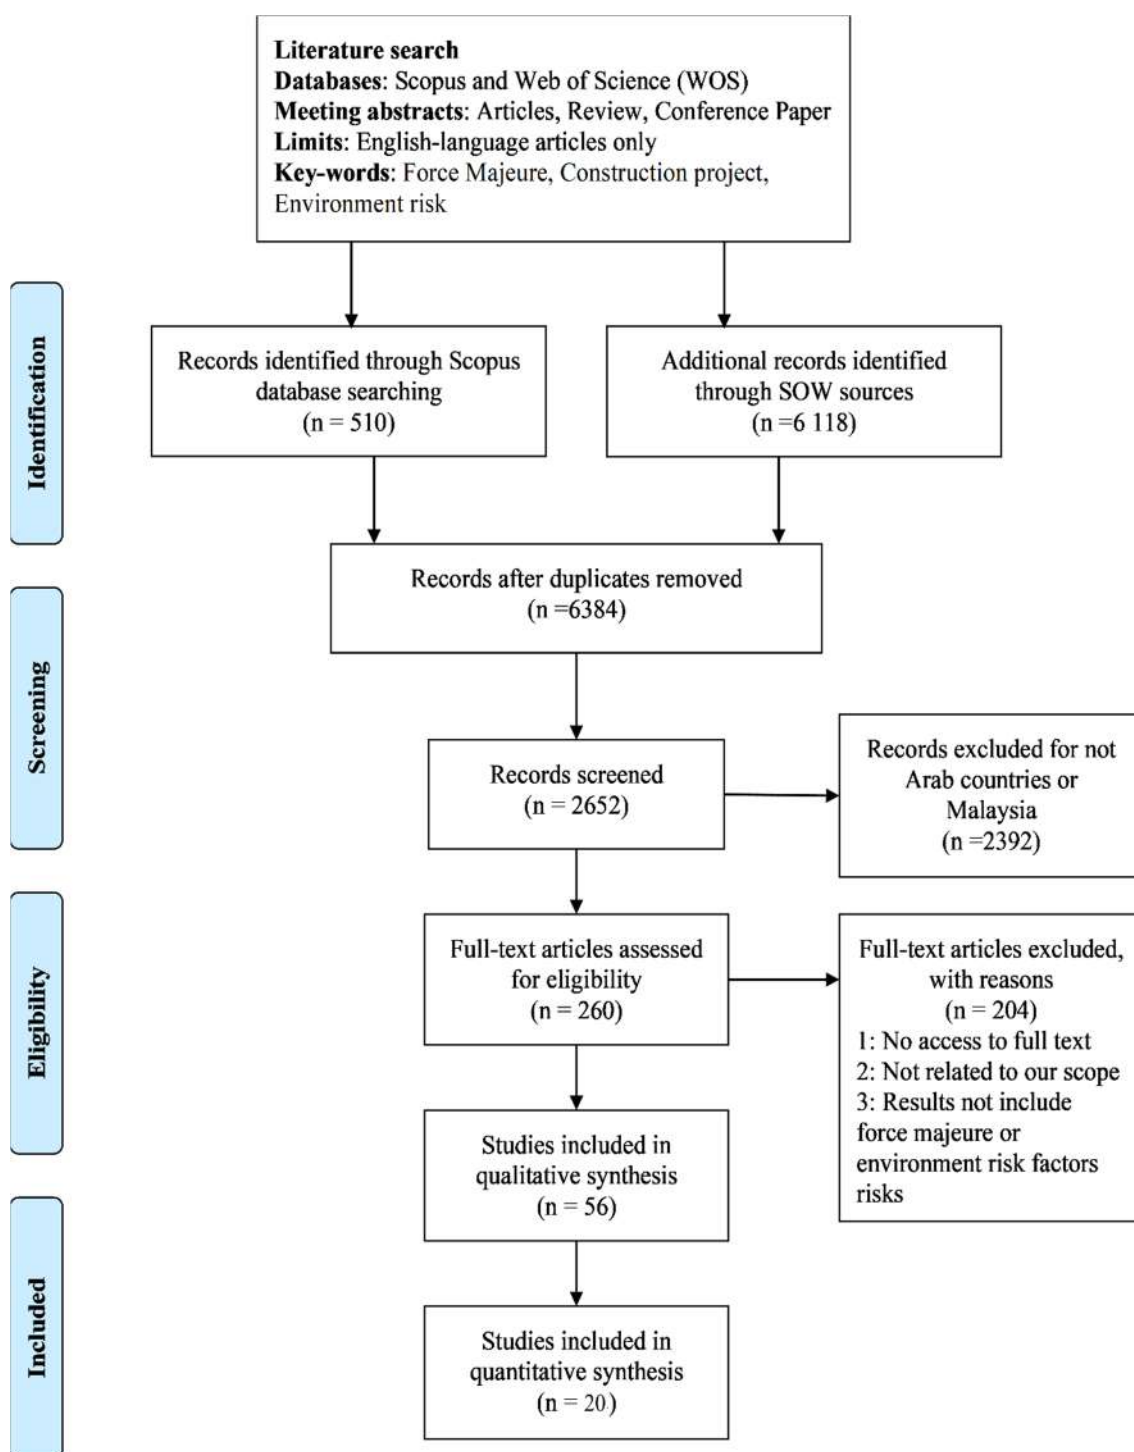 Literature search
Databases: Scopus and Web of Science (WOS)
Meeting abstracts: Articles, Review, Conference Paper
Limits: English-language articles only
Key-words: Force Majeure, Construction project,
Environment risk
Identification
Records identified through Scopus
database searching
(n = 510)
Additional records identified
through SOW sources
(n =6 118)
Records after duplicates removed
(n =6384)
Screening
Records screened
(n = 2652)
Records excluded for not
Arab countries or
Malaysia
(n =2392)
Eligibility
Full-text articles assessed
for eligibility
(n = 260)
Full-text articles excluded,
with reasons
(n = 204)
1: No access to full text
2: Not related to our scope
3: Results not include
force majeure or
environment risk factors
risks
Studies included in
qualitative synthesis
(n = 56)
Included
Studies included in
quantitative synthesis
(n = 20)